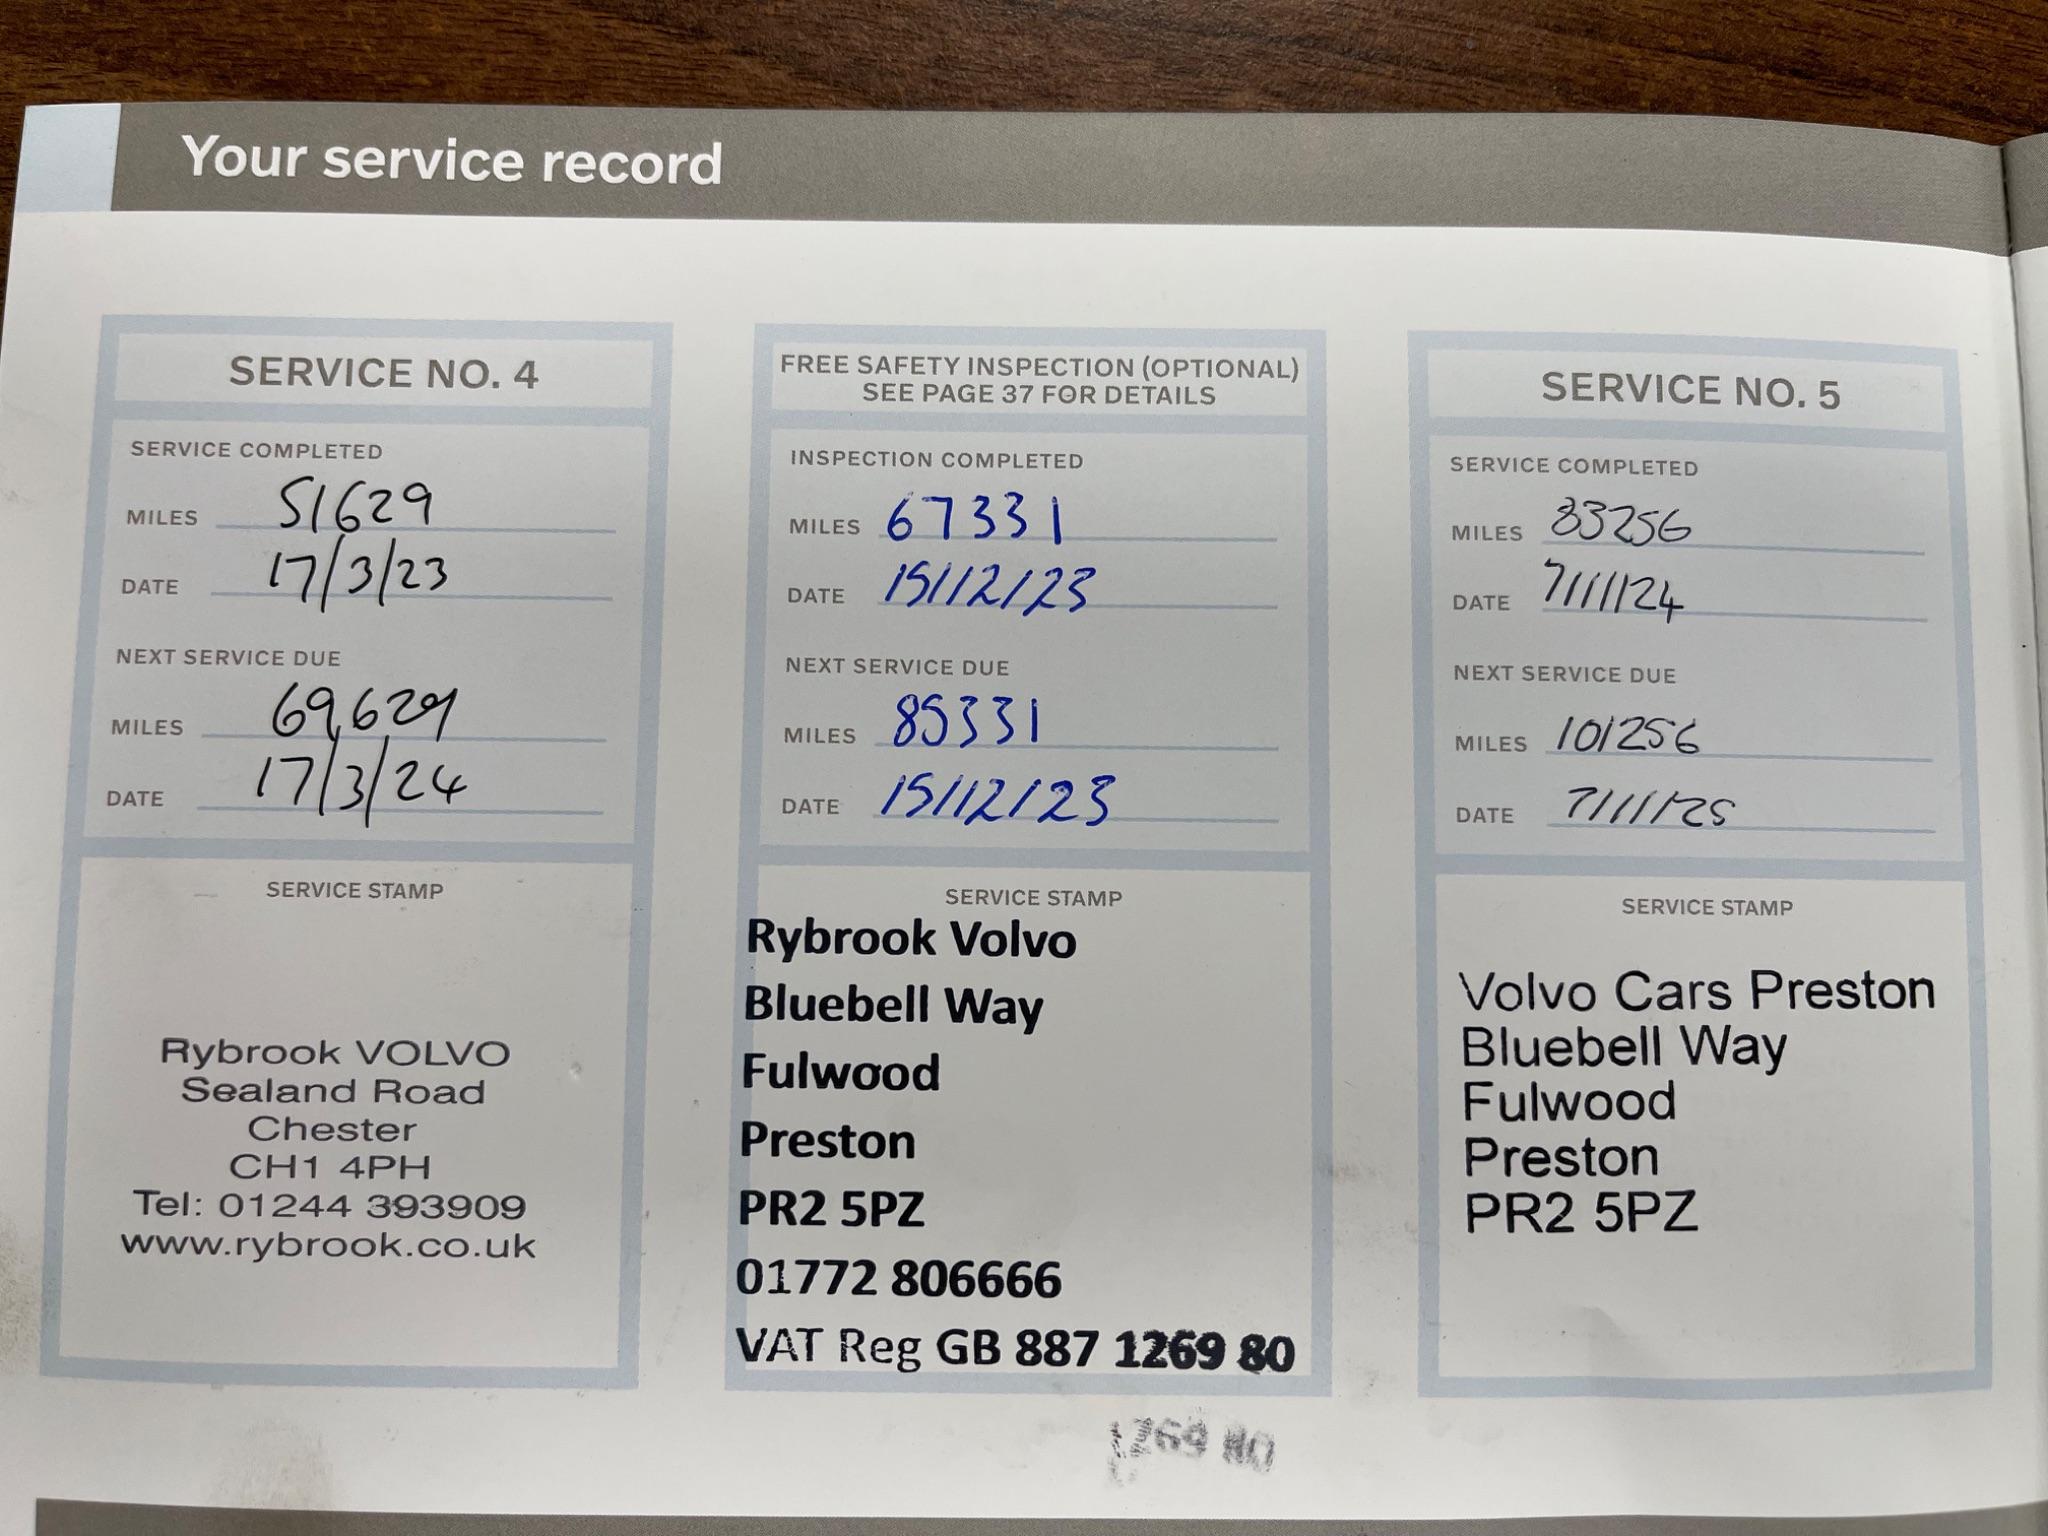 Your service record
SERVICE NO. 4
SERVICE COMPLETED
MILES 51629
DATE 17/3/23
NEXT SERVICE DUE
MILES 69,629
DATE 17/3/24
SERVICE STAMP
Rybrook VOLVO
Sealand Road
Chester
CH1 4PH
Tel: 01244 393909
www.rybrook.co.uk
FREE SAFETY INSPECTION (OPTIONAL)
SEE PAGE 37 FOR DETAILS
INSPECTION COMPLETED
MILES 67331
DATE 15/12/23
NEXT SERVICE DUE
MILES 85331
DATE 15/12/23
SERVICE STAMP
Rybrook Volvo
Bluebell Way
Fulwood
Preston
PR2 5PZ
01772 806666
VAT Reg GB 887 1269 80
1269 80
SERVICE NO. 5
SERVICE COMPLETED
MILES 83256
DATE 7/11/24
NEXT SERVICE DUE
MILES 101256
DATE 7/11/25
SERVICE STAMP
Volvo Cars Preston
Bluebell Way
Fulwood
Preston
PR2 5PZ